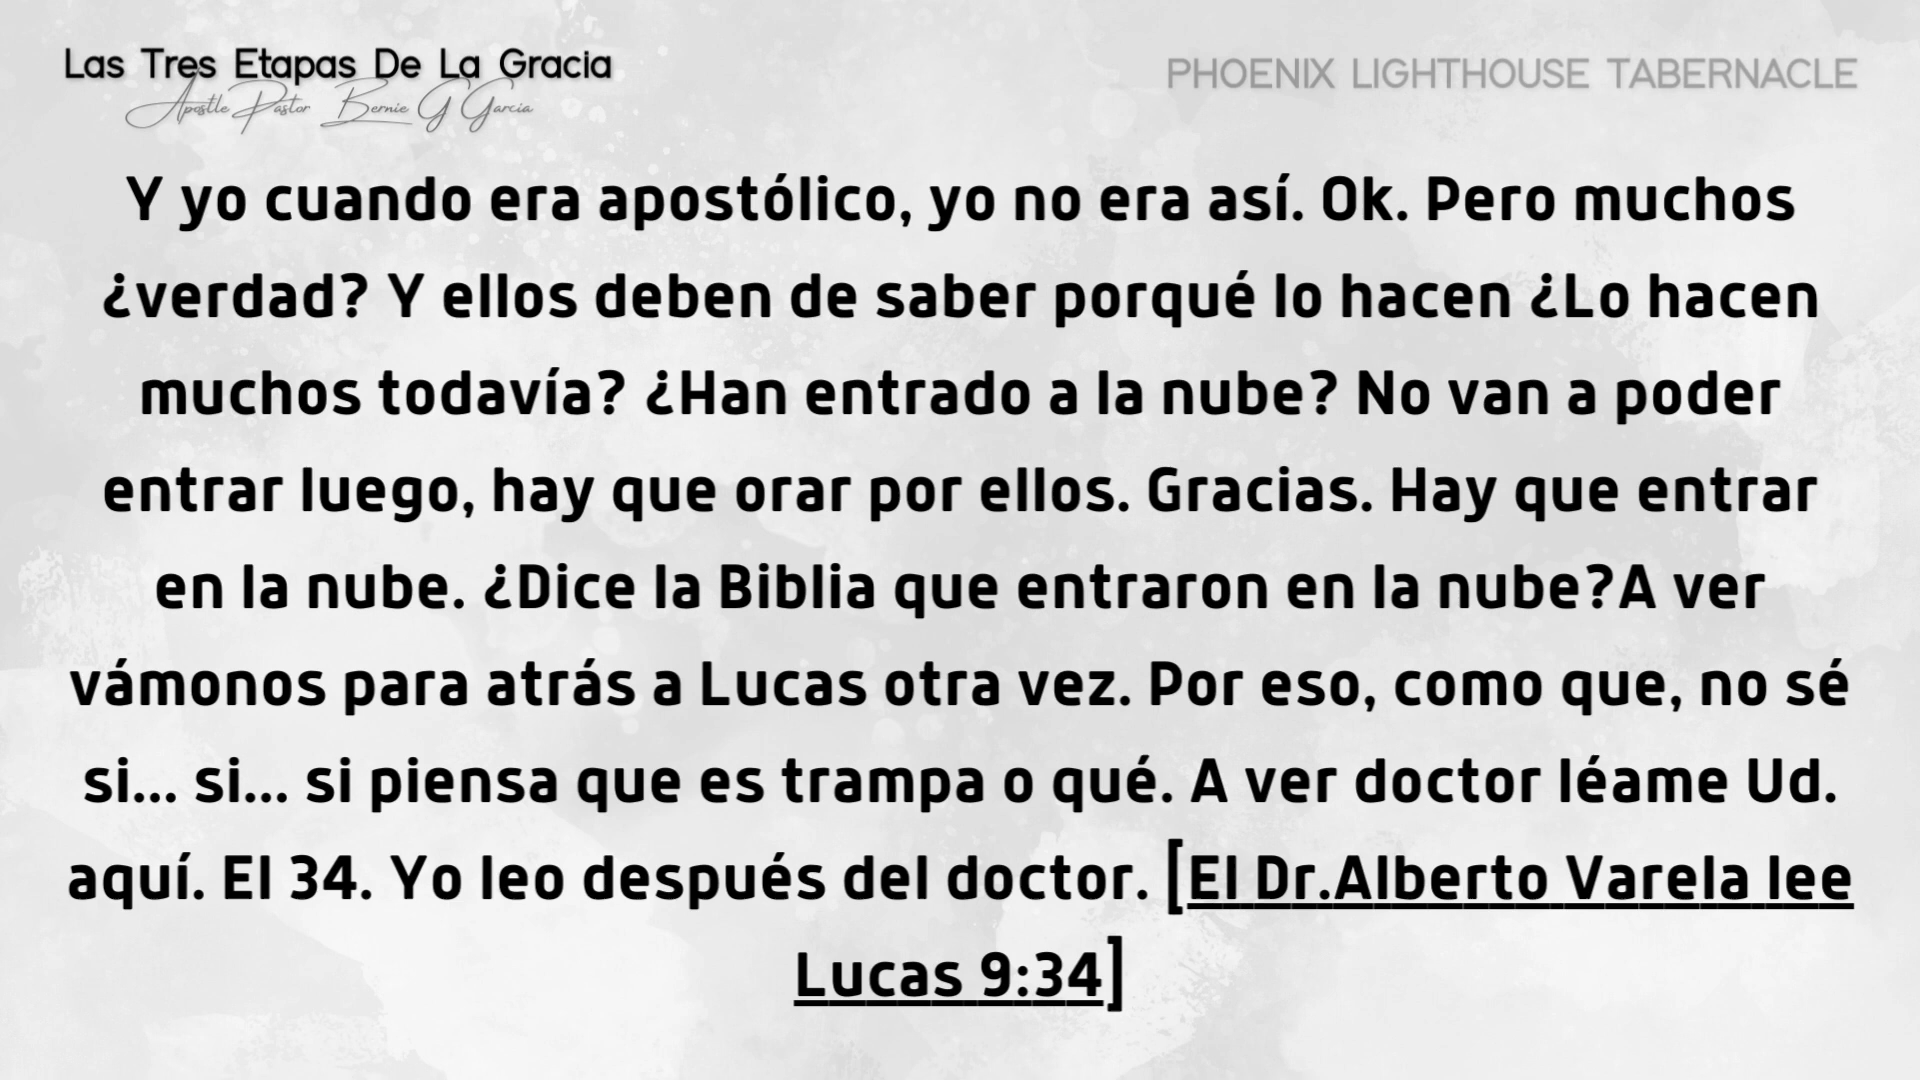 Las Tres Etapas De La Gracia
PHOENIX LIGHTHOUSE TABERNACLE
Apostle Pastor Bernie G Garcia
Y yo cuando era apostólico, yo no era así. Ok. Pero muchos
¿verdad? Y ellos deben de saber porqué lo hacen ¿Lo hacen
muchos todavía? ¿Han entrado a la nube? No van a poder
entrar luego, hay que orar por ellos. Gracias. Hay que entrar
en la nube. ¿Dice la Biblia que entraron en la nube?A ver
vámonos para atrás a Lucas otra vez. Por eso, como que, no sé
si... si... si piensa que es trampa o qué. A ver doctor léame Ud.
aquí. El 34. Yo leo después del doctor. [El Dr.Alberto Varela lee
Lucas 9:34]